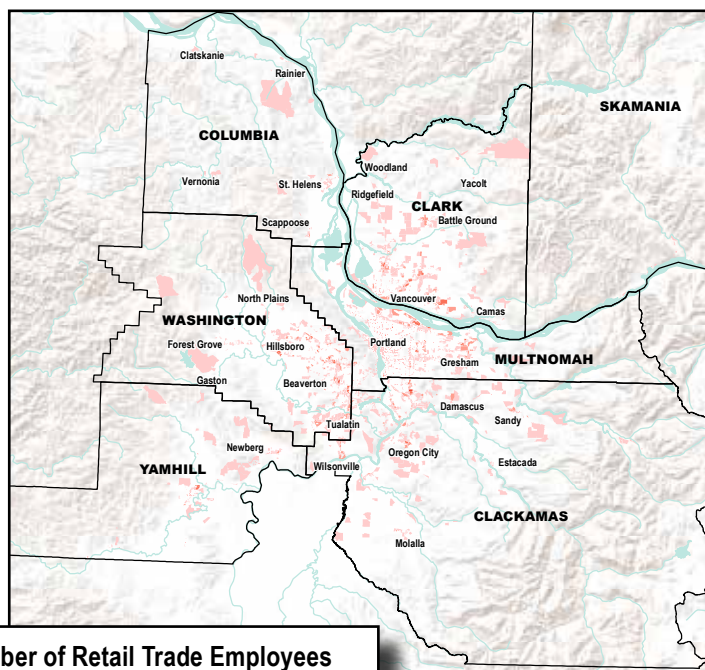 Clatskanie
Rainier
SKAMANIA
COLUMBIA
Woodland
Vernonia
St. Helens
Yacolt
Ridgefield
CLARK
Battle Ground
Scappoose
North Plains
Vancouver
Camas
WASHINGTON
Forest Grove
Hillsboro
Portland
MULTNOMAH
Gresham
Gaston
Beaverton
Damascus
Sandy
Tualatin
Newberg
Oregon City
Estacada
YAMHILL
Wilsonville
CLACKAMAS
Molalla
ber of Retail Trade Employees